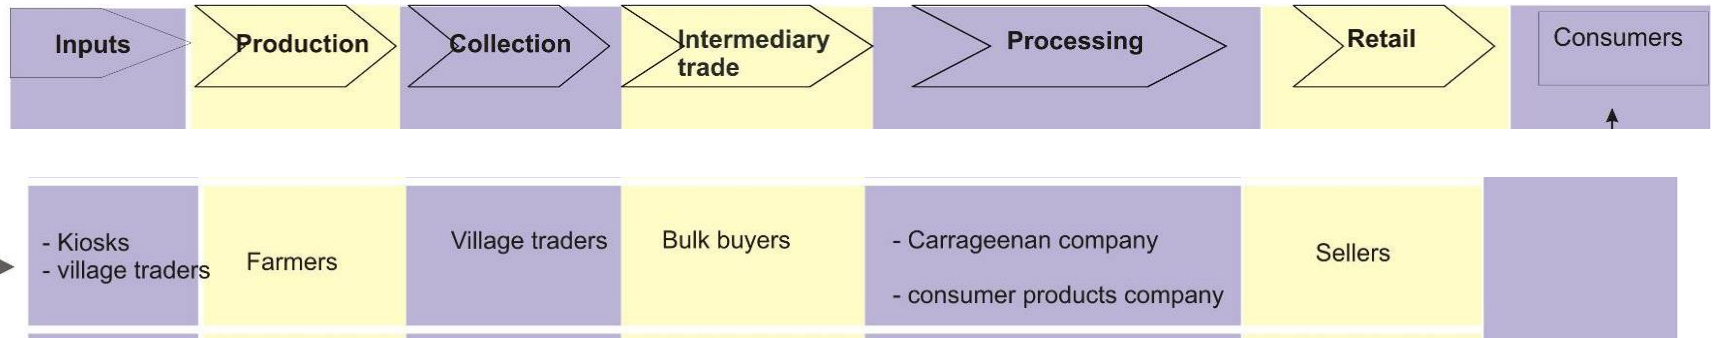 Inputs
Production
Collection
Intermediary
trade
Processing
Retail
Consumers
- Kiosks
- village traders
Farmers
Village traders
Bulk buyers
- Carrageenan company
- consumer products company
Sellers